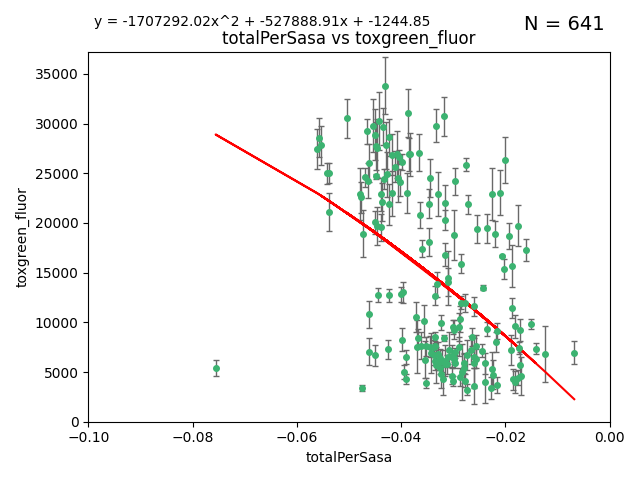 y = -1707292.02x^2 + -527888.91x + -1244.85
N = 641
totalPerSasa vs toxgreen_fluor
35000
30000
25000
20000
15000
10000
5000
0
toxgreen_fluor
−0.10
−0.08
−0.06
−0.04
−0.02
0.00
totalPerSasa